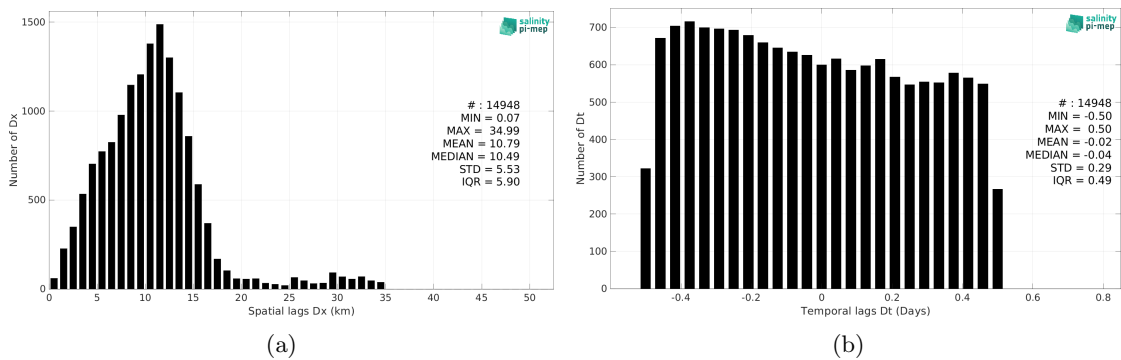 1500
1000
500
0
Number of Dx
0 5 10 15 20 25 30 35 40 45 50
Spatial lags Dx (km)
salinity
pi-mep
# : 14948
MIN = 0.07
MAX = 34.99
MEAN = 10.79
MEDIAN = 10.49
STD = 5.53
IQR = 5.90
(a)
700
600
500
400
300
200
100
0
Number of Dt
-0.4 -0.2 0 0.2 0.4 0.6 0.8
Temporal lags Dt (Days)
salinity
pi-mep
# : 14948
MIN = -0.50
MAX = 0.50
MEAN = -0.02
MEDIAN = -0.04
STD = 0.29
IQR = 0.49
(b)